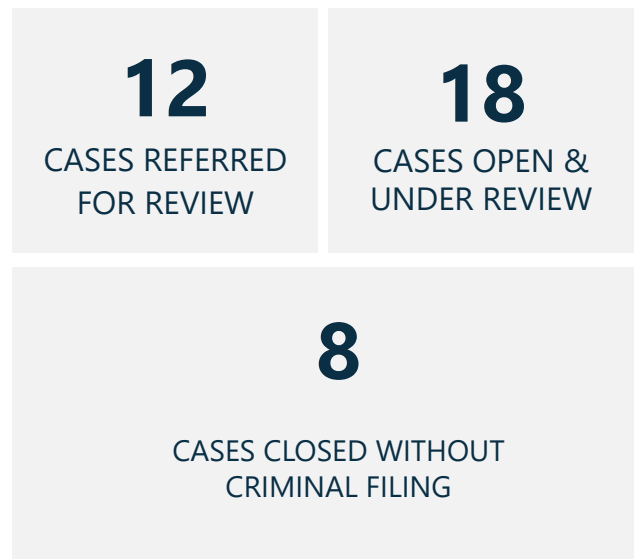 12
CASES REFERRED
FOR REVIEW
18
CASES OPEN &
UNDER REVIEW
8
CASES CLOSED WITHOUT
CRIMINAL FILING